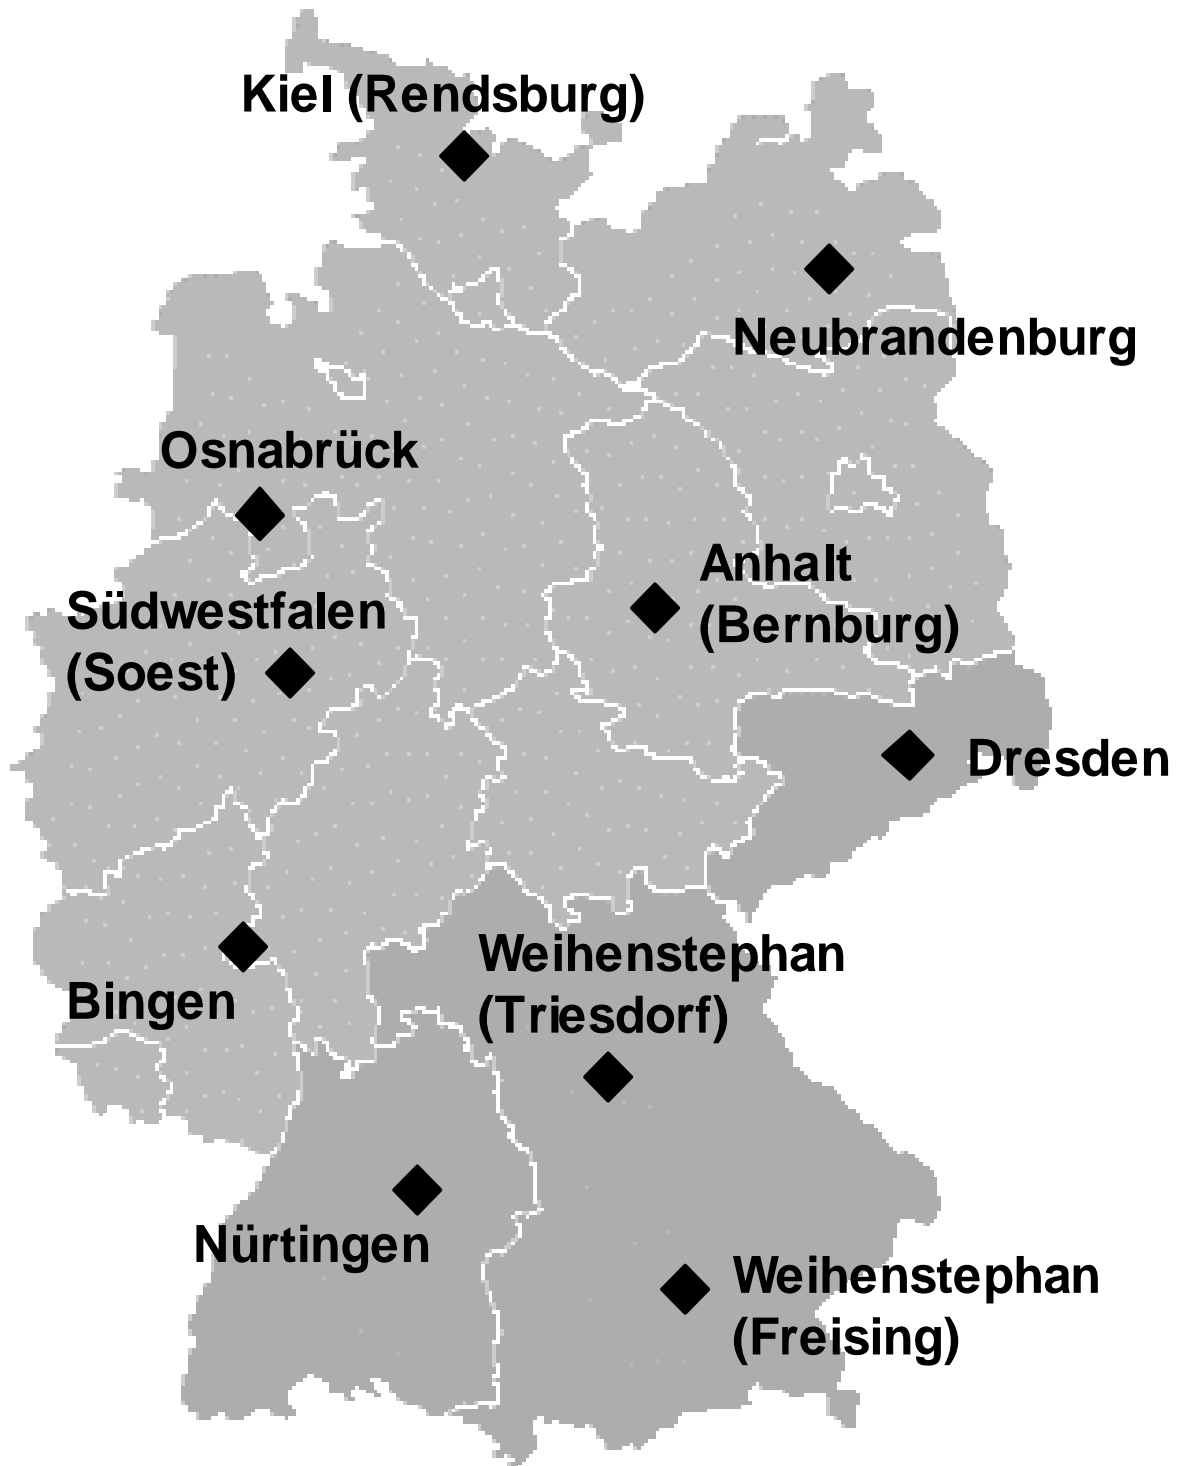 Kiel (Rendsburg)
Neubrandenburg
Osnabrück
Anhalt
(Bernburg)
Südwestfalen
(Soest)
Dresden
Weihenstephan
(Triesdorf)
Bingen
Nürtingen
Weihenstephan
(Freising)